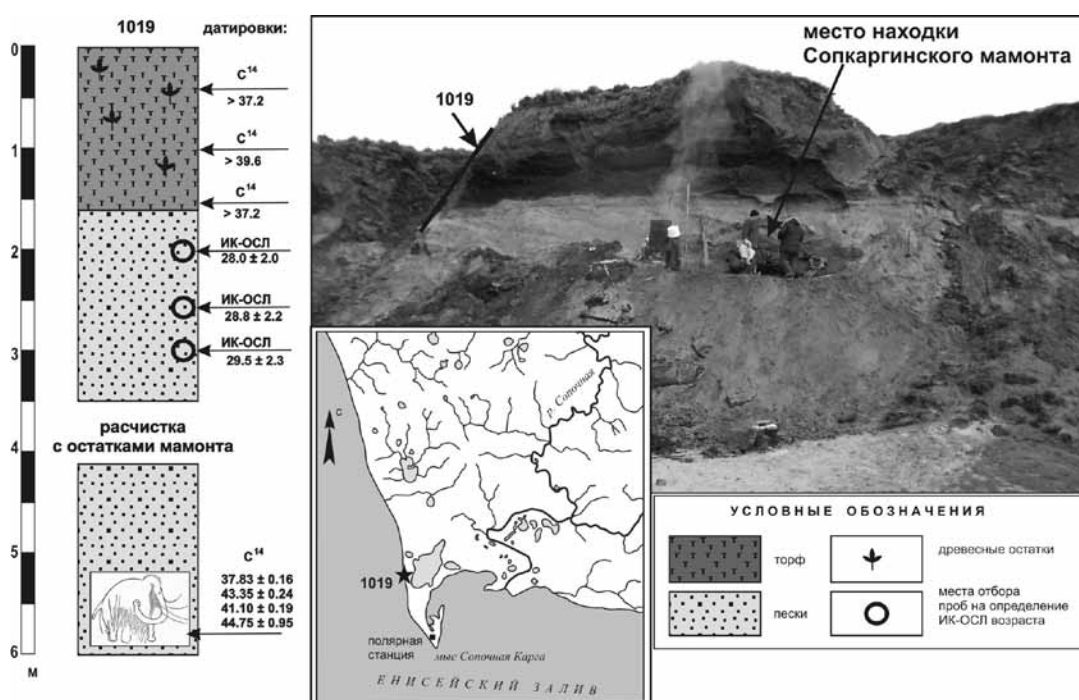 1019
датировки:
0
1
2
3
4
5
6
м
C¹⁴
> 37.2
C¹⁴
> 39.6
C¹⁴
> 37.2
ИК-ОСЛ
28.0 ± 2.0
ИК-ОСЛ
28.8 ± 2.2
ИК-ОСЛ
29.5 ± 2.3
расчистка
с остатками мамонта
C¹⁴
37.83 ± 0.16
43.35 ± 0.24
41.10 ± 0.19
44.75 ± 0.95
место находки
Сопкаргинского мамонта
1019
с
р. Сопочная
1019
полярная
станция
мыс Сопочная Карга
ЕНИСЕЙСКИЙ ЗАЛИВ
УСЛОВНЫЕ ОБОЗНАЧЕНИЯ
торф
древесные остатки
пески
места отбора
проб на определение
ИК-ОСЛ возраста